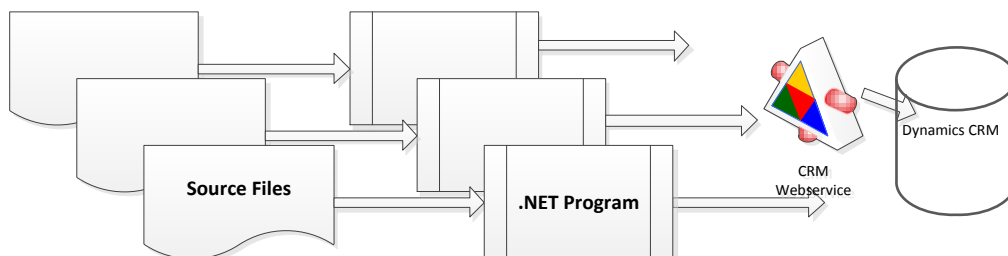 Source Files
.NET Program
CRM
Webservice
Dynamics CRM